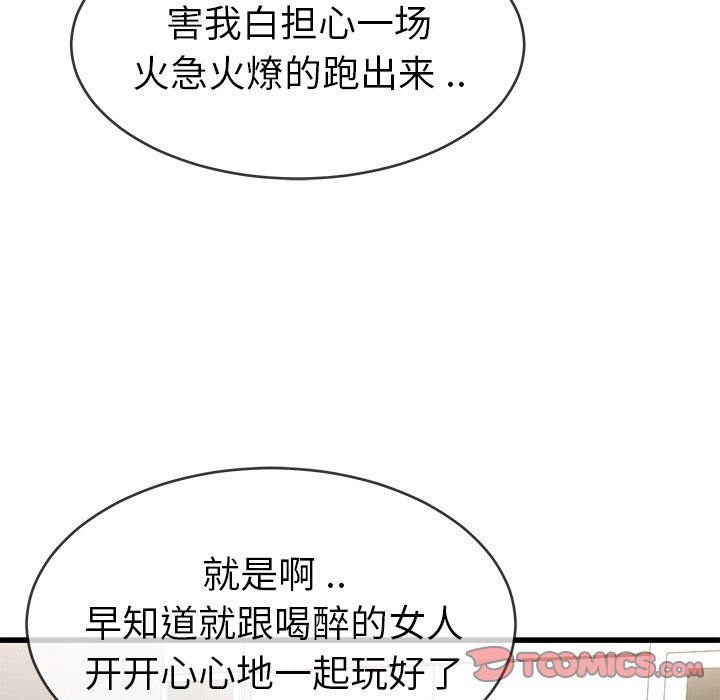 害我白担心一场
火急火燎的跑出来 ..
就是啊 ..
早知道就跟喝醉的女人
开开心心地一起玩好了
TOOMICS.COM